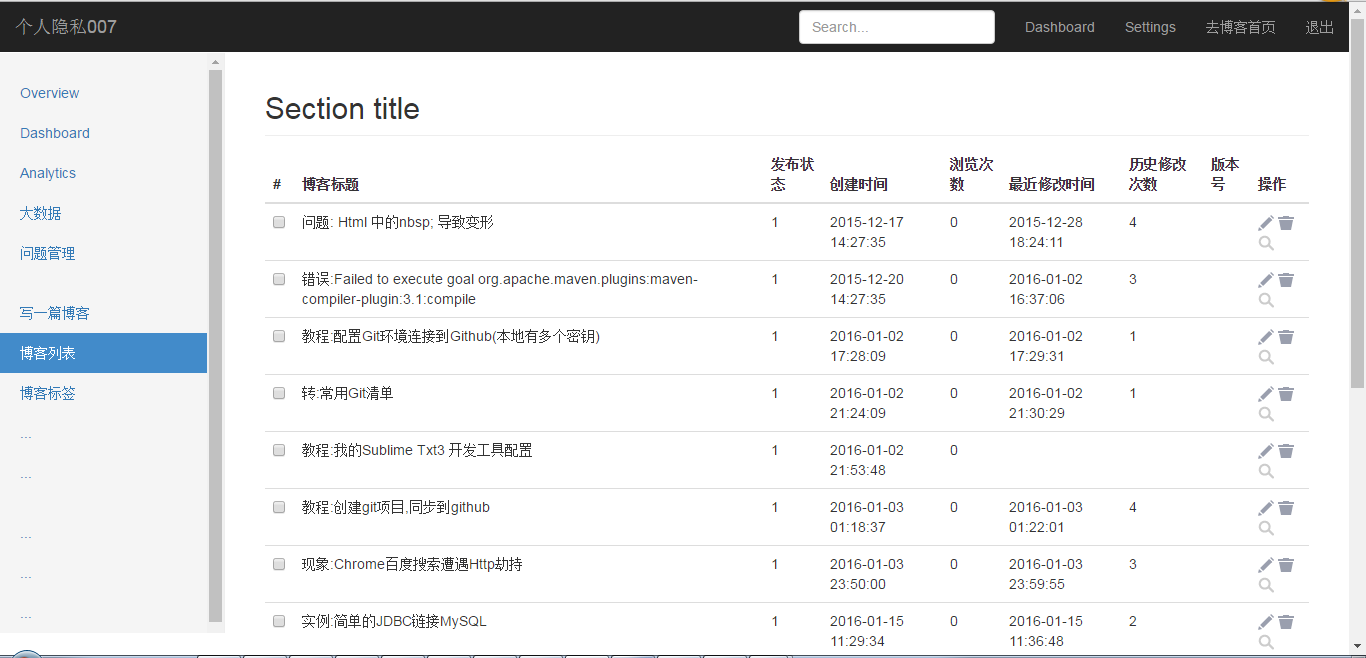 个人隐私007
Search...
Dashboard
Settings
去博客首页
退出
Overview
Dashboard
Analytics
大数据
问题管理
写一篇博客
博客列表
博客标签
...
...
...
...
...
Section title
# 博客标题 发布状态 创建时间 浏览次数 最近修改时间 历史修改次数 版本号 操作
问题: Html 中的nbsp; 导致变形 1 2015-12-17 14:27:35 0 2015-12-28 18:24:11 4
错误:Failed to execute goal org.apache.maven.plugins:maven-compiler-plugin:3.1:compile 1 2015-12-20 14:27:35 0 2016-01-02 16:37:06 3
教程:配置Git环境连接到Github(本地有多个密钥) 1 2016-01-02 17:28:09 0 2016-01-02 17:29:31 1
转:常用Git清单 1 2016-01-02 21:24:09 0 2016-01-02 21:30:29 1
教程:我的Sublime Txt3 开发工具配置 1 2016-01-02 21:53:48 0
教程:创建git项目,同步到github 1 2016-01-03 01:18:37 0 2016-01-03 01:22:01 4
现象:Chrome百度搜索遭遇Http劫持 1 2016-01-03 23:50:00 0 2016-01-03 23:59:55 3
实例:简单的JDBC链接MySQL 1 2016-01-15 11:29:34 0 2016-01-15 11:36:48 2